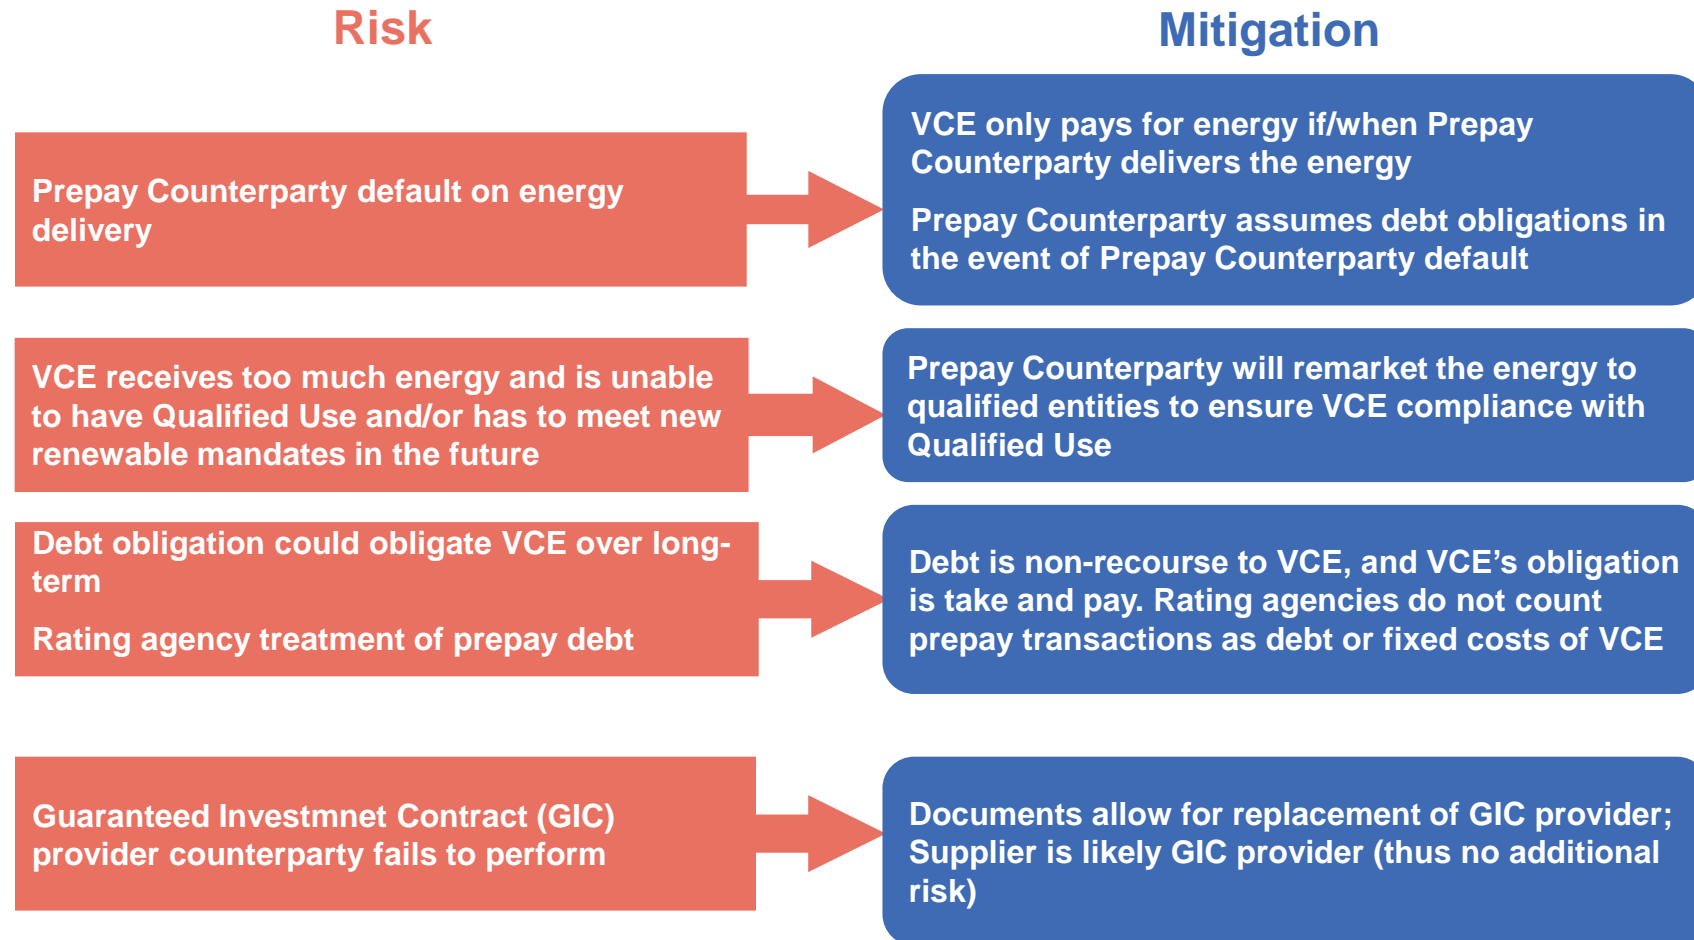 Risk
Mitigation
Prepay Counterparty default on energy
delivery
VCE only pays for energy if/when Prepay
Counterparty delivers the energy
Prepay Counterparty assumes debt obligations in
the event of Prepay Counterparty default
VCE receives too much energy and is unable
to have Qualified Use and/or has to meet new
renewable mandates in the future
Prepay Counterparty will remarket the energy to
qualified entities to ensure VCE compliance with
Qualified Use
Debt obligation could obligate VCE over long-
term
Rating agency treatment of prepay debt
Debt is non-recourse to VCE, and VCE’s obligation
is take and pay. Rating agencies do not count
prepay transactions as debt or fixed costs of VCE
Guaranteed Investmnet Contract (GIC)
provider counterparty fails to perform
Documents allow for replacement of GIC provider;
Supplier is likely GIC provider (thus no additional
risk)